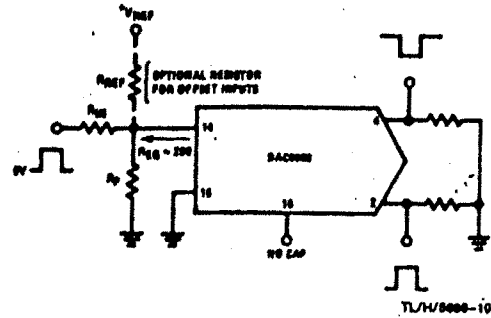 +VREF
RREF
OPTIONAL RESISTOR
FOR OFFSET INPUTS
RIN
0V
REQ ≈ 200
RP
14
15
16
4
2
NO CAP
TL/H/5686-10